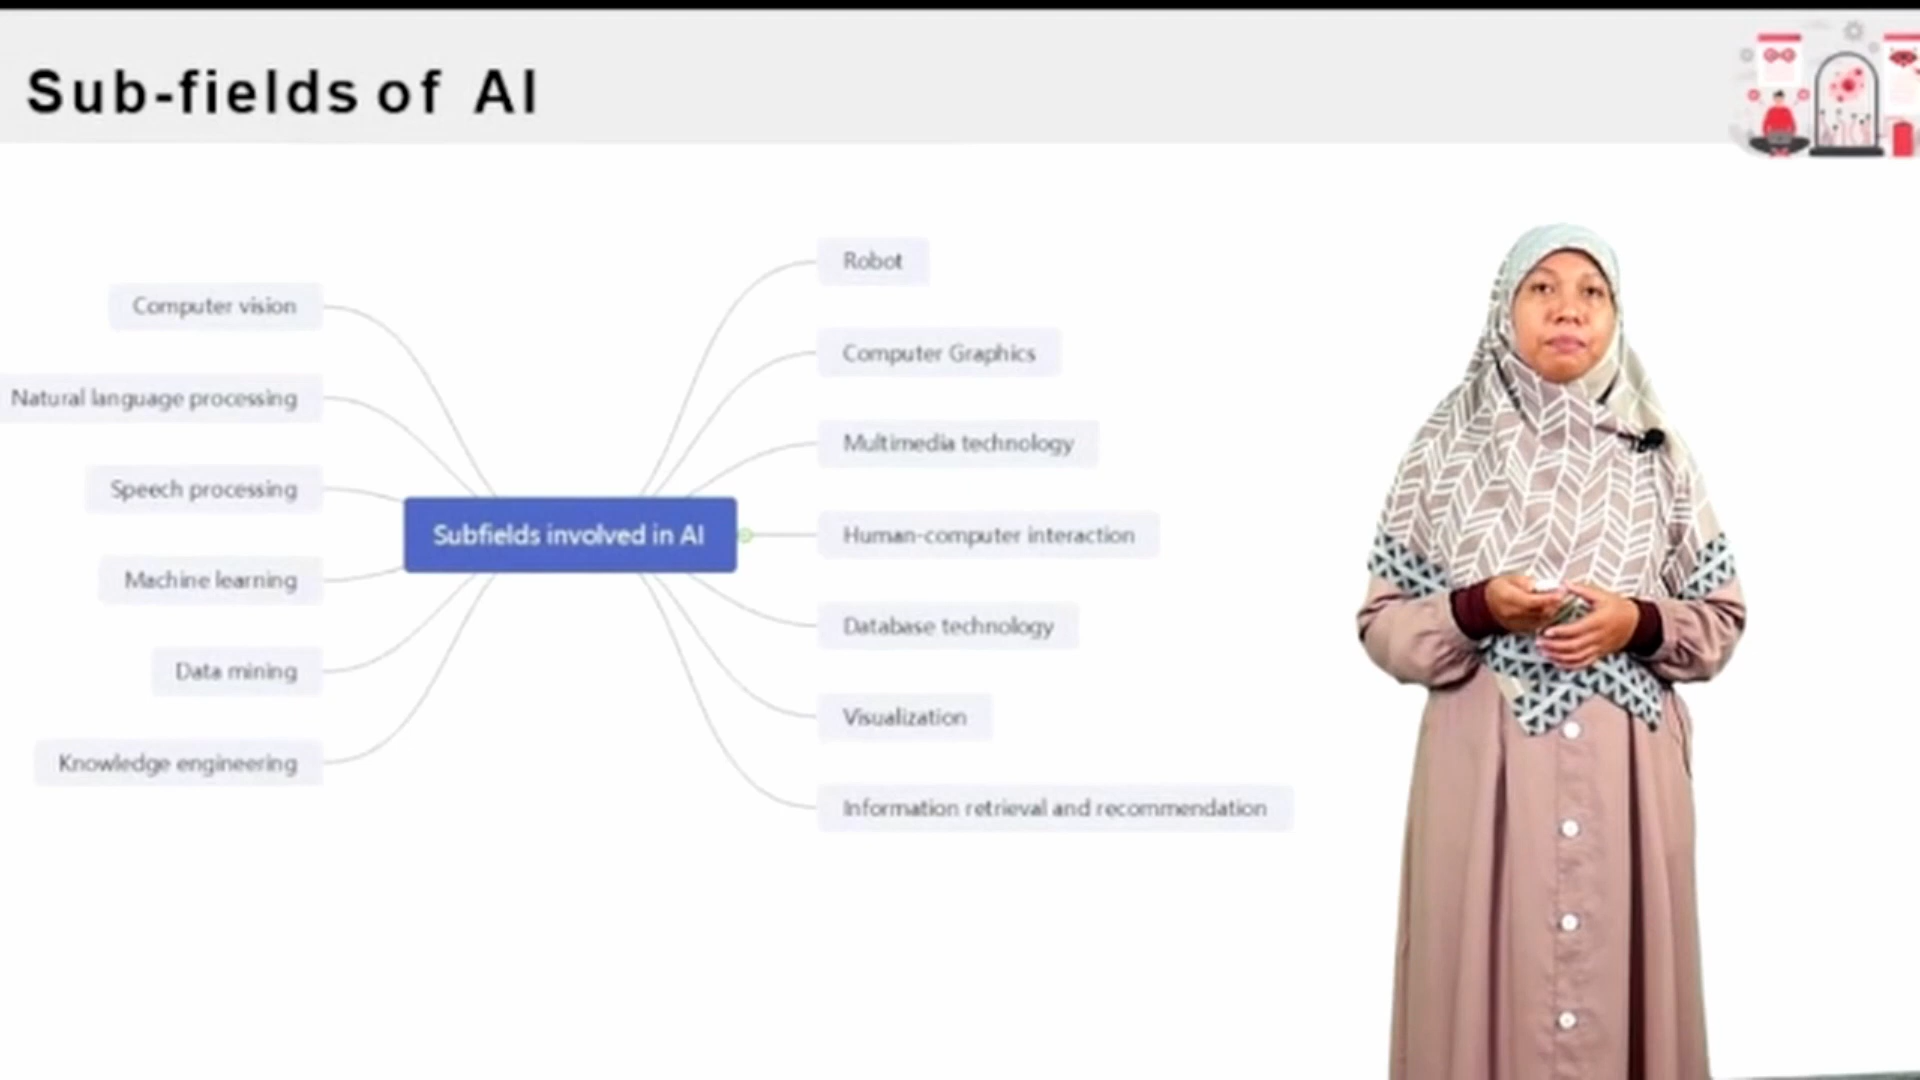 Sub-fields of AI
Computer vision
Natural language processing
Speech processing
Machine learning
Data mining
Knowledge engineering
Subfields involved in AI
Robot
Computer Graphics
Multimedia technology
Human-computer interaction
Database technology
Visualization
Information retrieval and recommendation